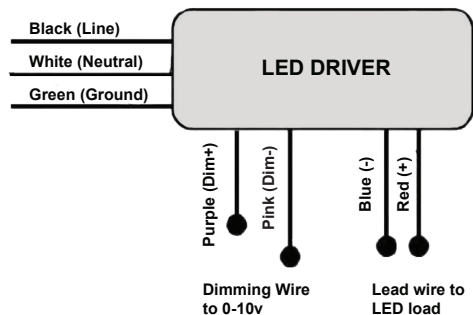 Black (Line)
White (Neutral)
Green (Ground)
LED DRIVER
Purple (Dim+)
Pink (Dim-)
Blue (-)
Red (+)
Dimming Wire
to 0-10v
Lead wire to
LED load